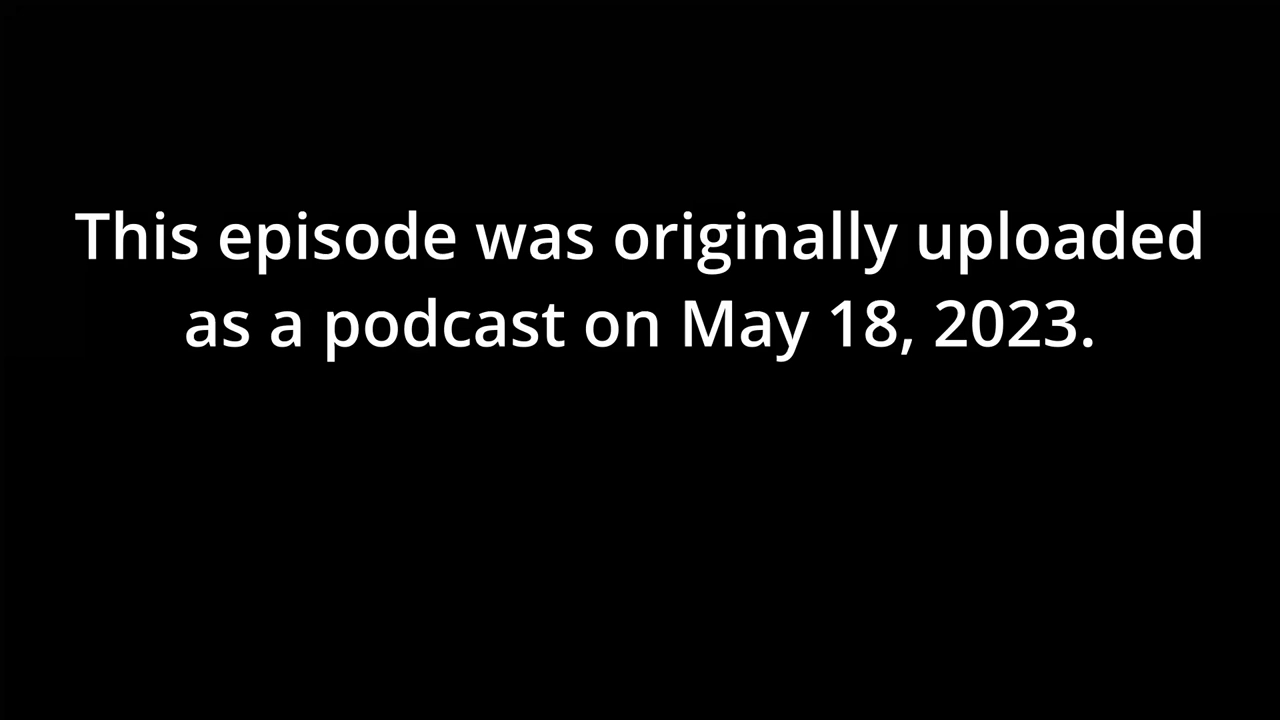 This episode was originally uploaded
as a podcast on May 18, 2023.